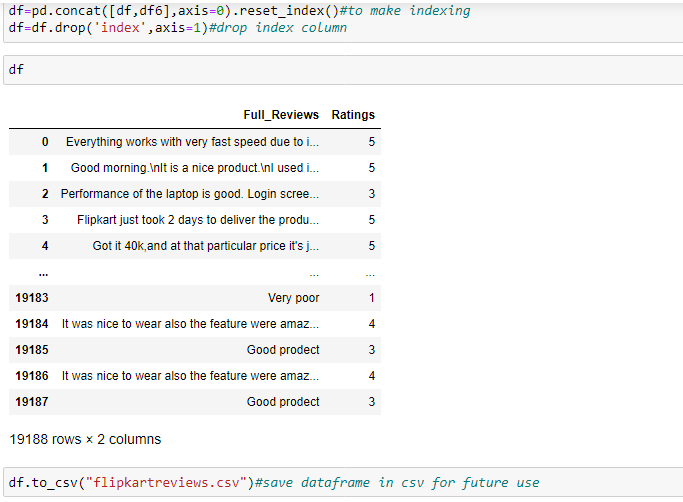 df=pd.concat([df,df6],axis=0).reset_index()#to make indexing
df=df.drop('index',axis=1)#drop index column
df
Full_Reviews Ratings
0 Everything works with very fast speed due to i... 5
1 Good morning.\nIt is a nice product.\nI used i... 5
2 Performance of the laptop is good. Login scree... 3
3 Flipkart just took 2 days to deliver the produ... 5
4 Got it 40k,and at that particular price it's j... 5
... ... ...
19183 Very poor 1
19184 It was nice to wear also the feature were amaz... 4
19185 Good prodect 3
19186 It was nice to wear also the feature were amaz... 4
19187 Good prodect 3
19188 rows × 2 columns
df.to_csv("flipkartreviews.csv")#save dataframe in csv for future use